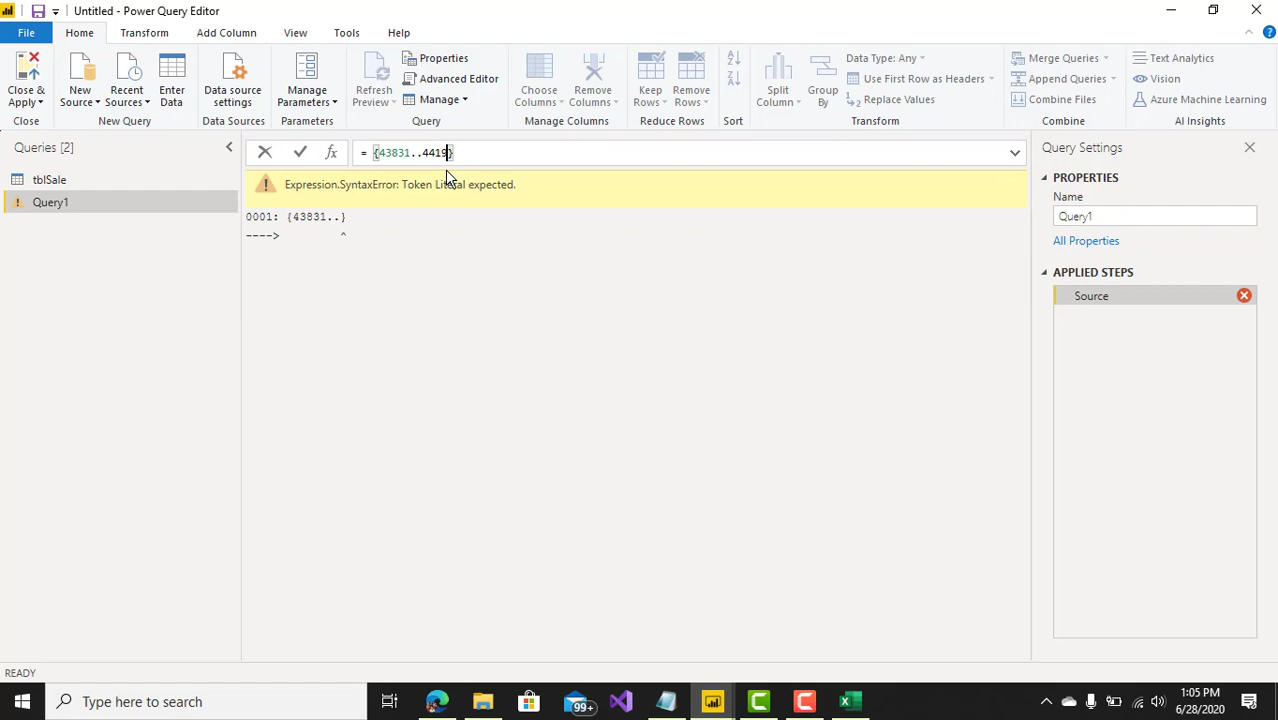 Untitled - Power Query Editor
File
Home
Transform
Add Column
View
Tools
Help
Close &
Apply
New
Source
Recent
Sources
Enter
Data
Data source
settings
Manage
Parameters
Refresh
Preview
Properties
Advanced Editor
Manage
Choose
Columns
Remove
Columns
Keep
Rows
Remove
Rows
Split
Column
Group
By
Data Type: Any
Use First Row as Headers
Replace Values
Merge Queries
Append Queries
Combine Files
Text Analytics
Vision
Azure Machine Learning
Close
New Query
Data Sources
Parameters
Query
Manage Columns
Reduce Rows
Sort
Transform
Combine
AI Insights
Queries [2]
tblSale
Query1
fx
= {43831..4419}
Expression.SyntaxError: Token Literal expected.
0001: {43831..}
----> ^
Query Settings
PROPERTIES
Name
Query1
All Properties
APPLIED STEPS
Source
READY
Type here to search
99+
1:05 PM
6/28/2020